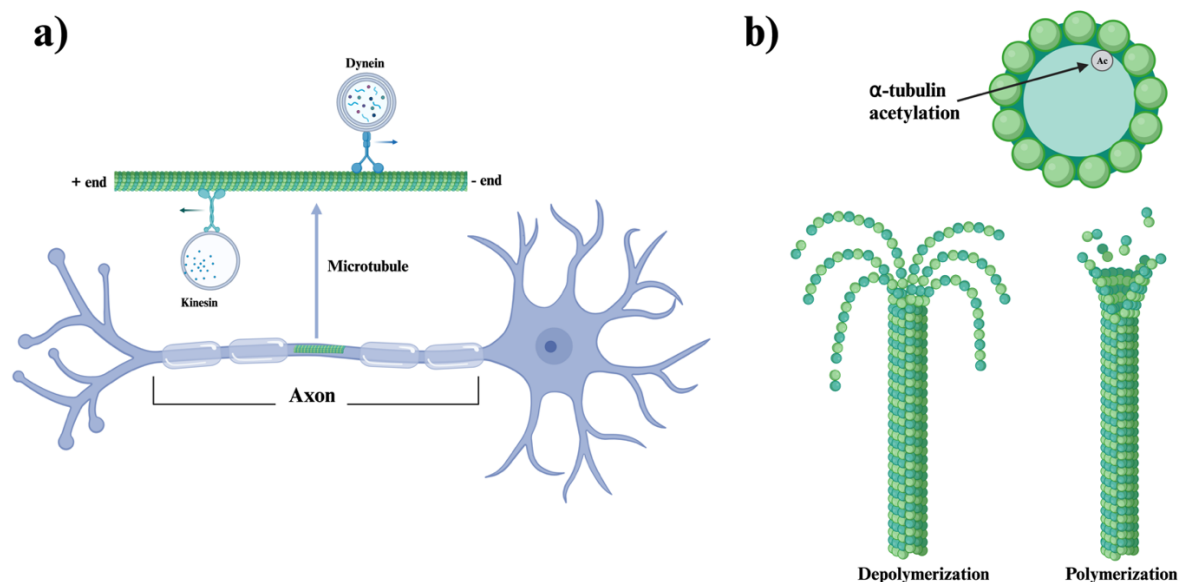 a)
Dynein
+ end
- end
Kinesin
Microtubule
Axon
b)
Ac
α-tubulin
acetylation
Depolymerization
Polymerization